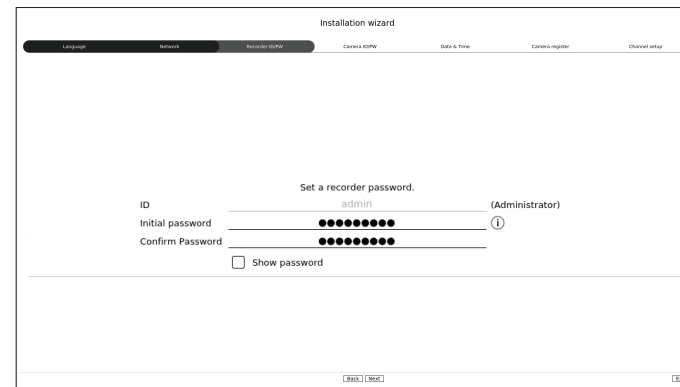 Installation wizard
Language Network Recorder ID/PW Camera ID/PW Date & Time Camera register Channel setup
Set a recorder password.
ID admin (Administrator)
Initial password ●●●●●●●●● i
Confirm Password ●●●●●●●●●
Show password
Back Next